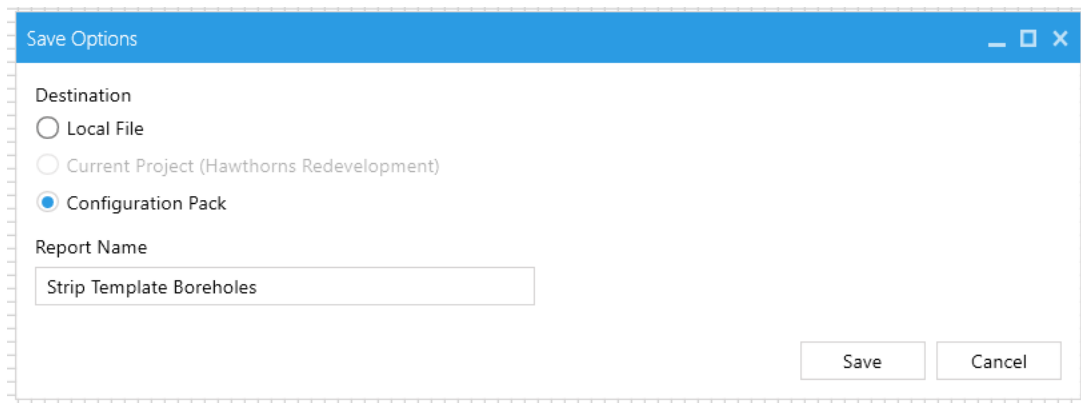 Save Options
Destination
Local File
Current Project (Hawthorns Redevelopment)
Configuration Pack
Report Name
Strip Template Boreholes
Save Cancel